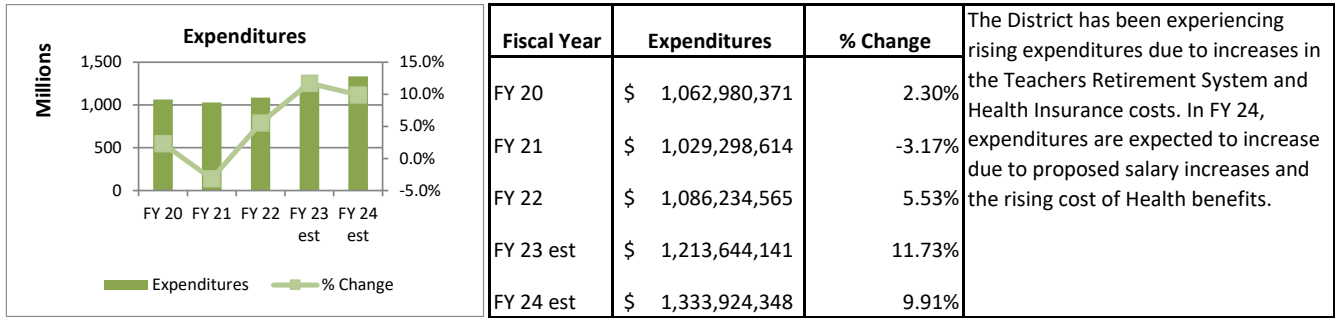 Expenditures
Millions
1,500
1,000
500
0
15.0%
10.0%
5.0%
0.0%
-5.0%
FY 20 FY 21 FY 22 FY 23 FY 24
est est
Expenditures % Change
Fiscal Year Expenditures % Change
FY 20 $ 1,062,980,371 2.30%
FY 21 $ 1,029,298,614 -3.17%
FY 22 $ 1,086,234,565 5.53%
FY 23 est $ 1,213,644,141 11.73%
FY 24 est $ 1,333,924,348 9.91%
The District has been experiencing
rising expenditures due to increases in
the Teachers Retirement System and
Health Insurance costs. In FY 24,
expenditures are expected to increase
due to proposed salary increases and
the rising cost of Health benefits.